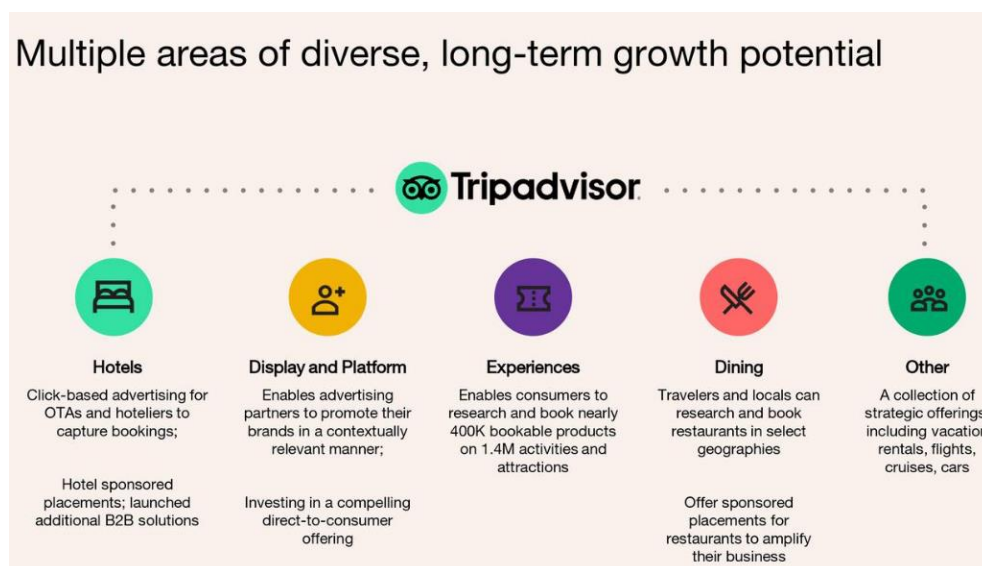 Multiple areas of diverse, long-term growth potential
Tripadvisor
Hotels
Click-based advertising for
OTAs and hoteliers to
capture bookings;
Hotel sponsored
placements; launched
additional B2B solutions
Display and Platform
Enables advertising
partners to promote their
brands in a contextually
relevant manner;
Investing in a compelling
direct-to-consumer
offering
Experiences
Enables consumers to
research and book nearly
400K bookable products
on 1.4M activities and
attractions
Dining
Travelers and locals can
research and book
restaurants in select
geographies
Offer sponsored
placements for
restaurants to amplify
their business
Other
A collection of
strategic offerings
including vacation
rentals, flights,
cruises, cars